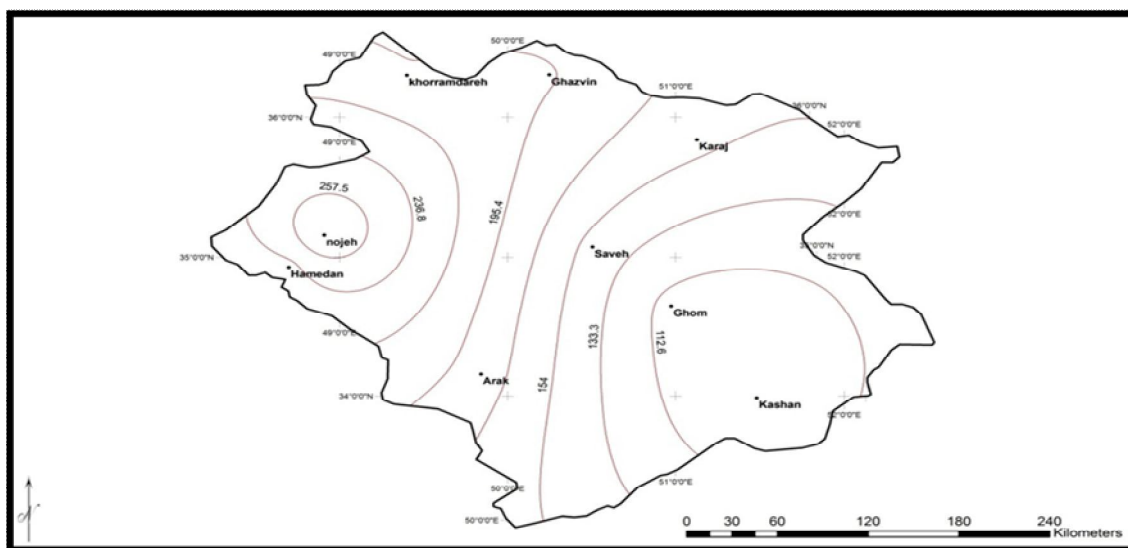 50°0'0"E
49°0'0"E
khorramdareh
Ghazvin
51°0'0"E
36°0'0"N
36°0'0"N
52°0'0"E
49°0'0"E
Karaj
257.5
236.8
195.4
52°0'0"E
nojeh
35°0'0"N
Saveh
35°0'0"N
52°0'0"E
Hamedan
Ghom
49°0'0"E
133.3
112.6
Arak
154
34°0'0"N
Kashan
52°0'0"E
51°0'0"E
50°0'0"E
50°0'0"E
N
0 30 60 120 180 240
Kilometers